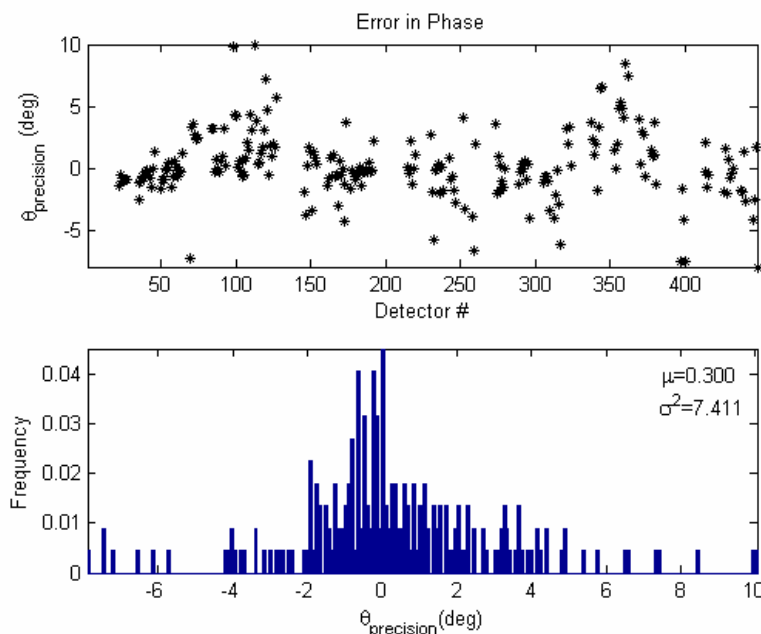 Error in Phase
10
5
0
-5
θprecision (deg)
50 100 150 200 250 300 350 400
Detector #
0.04
0.03
0.02
0.01
0
Frequency
μ=0.300
σ²=7.411
-6 -4 -2 0 2 4 6 8 10
θprecision(deg)